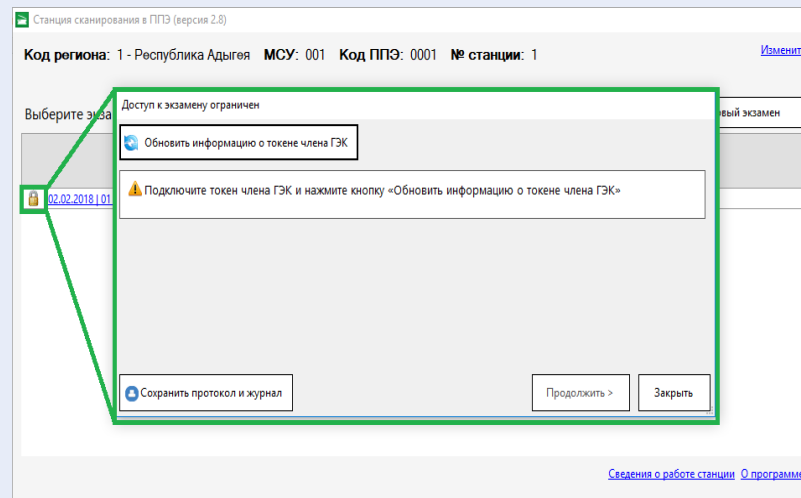 Станция сканирования в ППЭ (версия 2.8)
Код региона: 1 - Республика Адыгея МСУ: 001 Код ППЭ: 0001 № станции: 1
Изменит
Выберите экза
Доступ к экзамену ограничен
вый экзамен
Обновить информацию о токене члена ГЭК
Подключите токен члена ГЭК и нажмите кнопку «Обновить информацию о токене члена ГЭК»
02.02.2018 | 01
Сохранить протокол и журнал
Продолжить >
Закрыть
Сведения о работе станции О программе